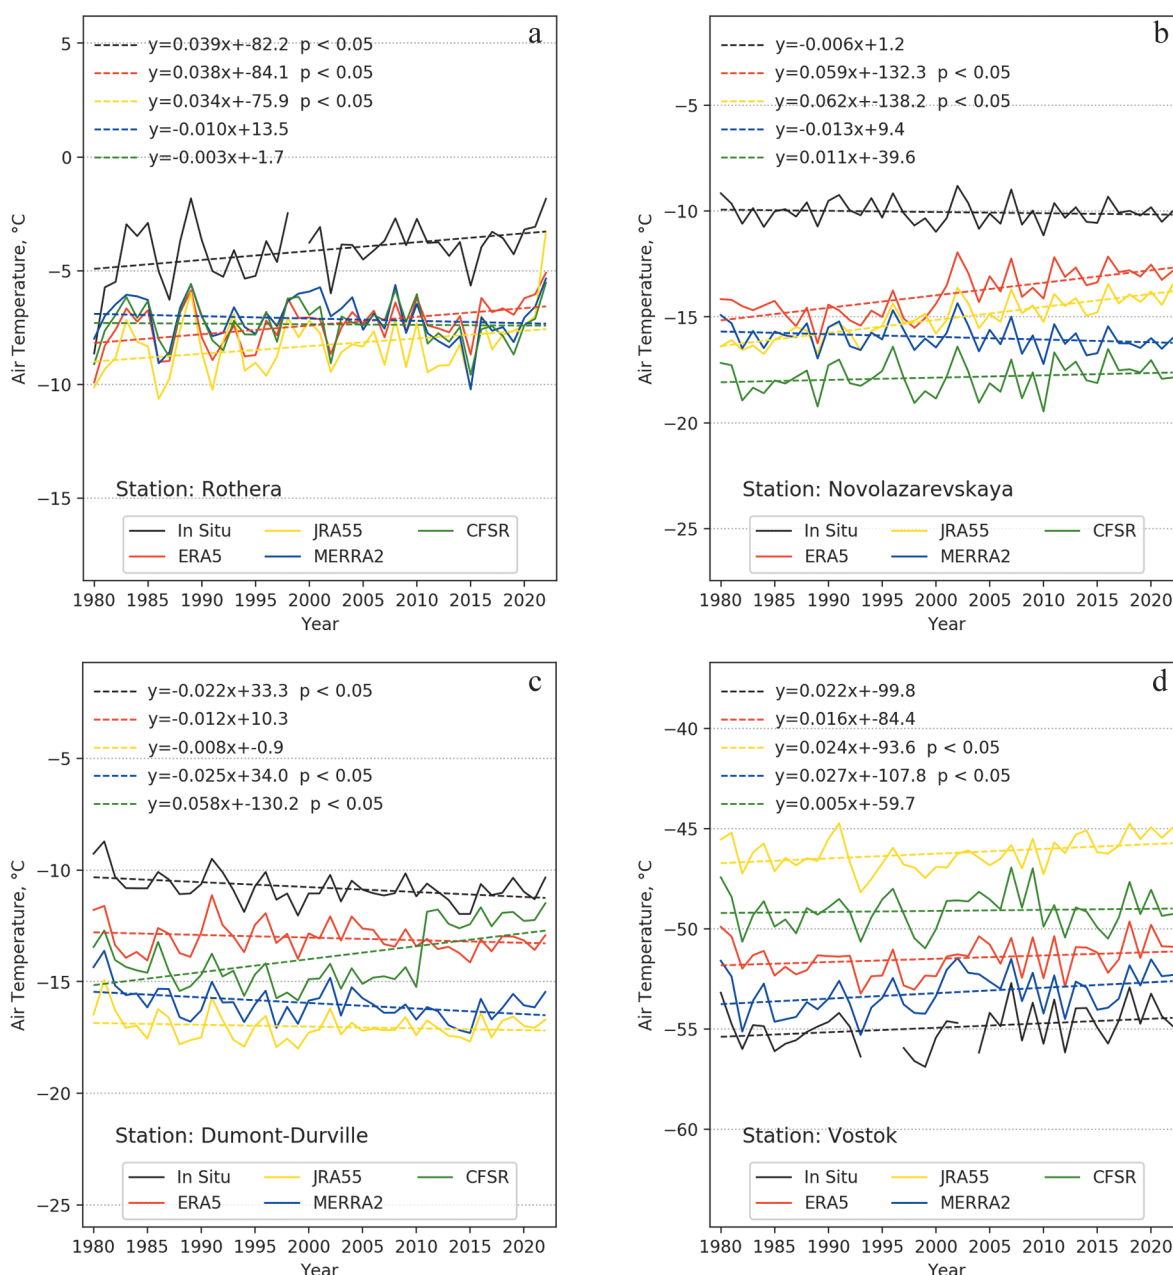 a
y=0.039x+-82.2 p < 0.05
y=0.038x+-84.1 p < 0.05
y=0.034x+-75.9 p < 0.05
y=-0.010x+13.5
y=-0.003x+-1.7
Air Temperature, °C
5
0
−5
−10
−15
Station: Rothera
In Situ JRA55 CFSR
ERA5 MERRA2
1980 1985 1990 1995 2000 2005 2010 2015 2020
Year
b
y=-0.006x+1.2
y=0.059x+-132.3 p < 0.05
y=0.062x+-138.2 p < 0.05
y=-0.013x+9.4
y=0.011x+-39.6
Air Temperature, °C
−5
−10
−15
−20
−25
Station: Novolazarevskaya
In Situ JRA55 CFSR
ERA5 MERRA2
1980 1985 1990 1995 2000 2005 2010 2015 2020
Year
c
y=-0.022x+33.3 p < 0.05
y=-0.012x+10.3
y=-0.008x+-0.9
y=-0.025x+34.0 p < 0.05
y=0.058x+-130.2 p < 0.05
Air Temperature, °C
−5
−10
−15
−20
−25
Station: Dumont-Durville
In Situ JRA55 CFSR
ERA5 MERRA2
1980 1985 1990 1995 2000 2005 2010 2015 2020
Year
d
y=0.022x+-99.8
y=0.016x+-84.4
y=0.024x+-93.6 p < 0.05
y=0.027x+-107.8 p < 0.05
y=0.005x+-59.7
Air Temperature, °C
−40
−45
−50
−55
−60
Station: Vostok
In Situ JRA55 CFSR
ERA5 MERRA2
1980 1985 1990 1995 2000 2005 2010 2015 2020
Year